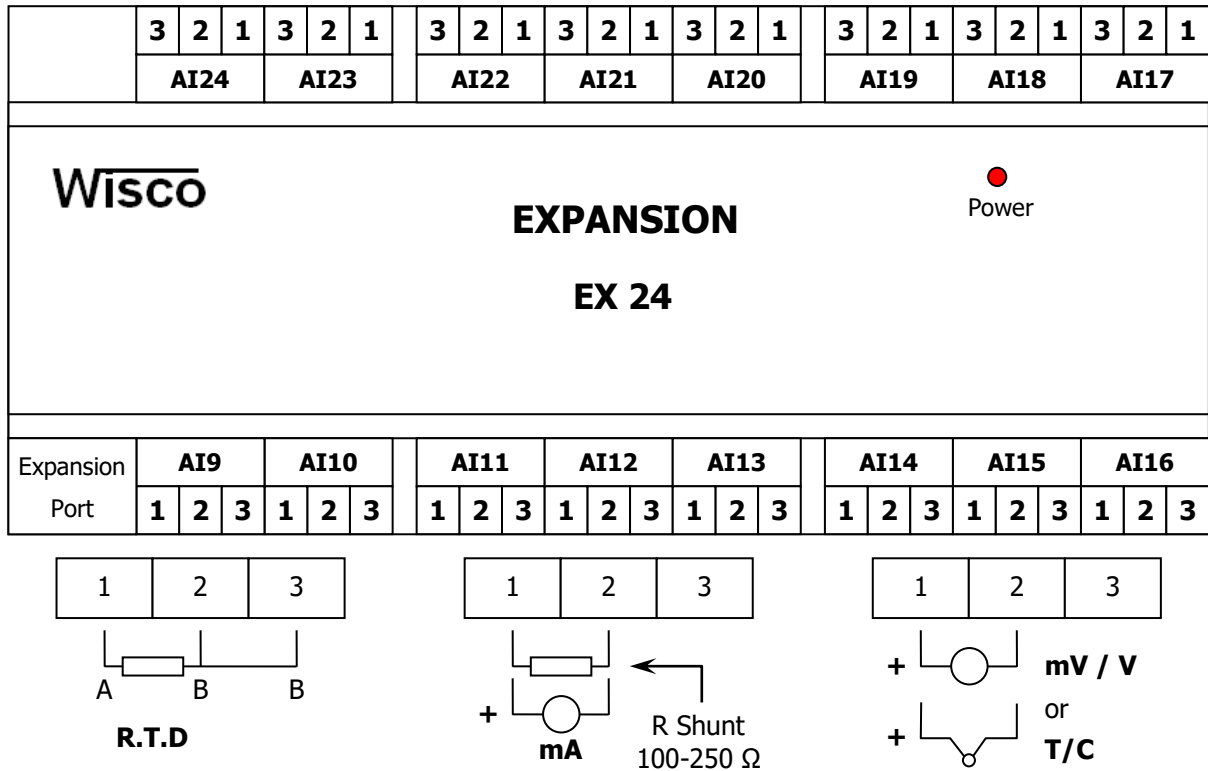 3 2 1 3 2 1 3 2 1 3 2 1 3 2 1 3 2 1 3 2 1 3 2 1
AI24 AI23 AI22 AI21 AI20 AI19 AI18 AI17
Wisco
Power
EXPANSION
EX 24
Expansion
Port
AI9 AI10 AI11 AI12 AI13 AI14 AI15 AI16
1 2 3 1 2 3 1 2 3 1 2 3 1 2 3 1 2 3 1 2 3 1 2 3
1 2 3
A B B
R.T.D
1 2 3
+
mA
R Shunt
100-250 Ω
1 2 3
+ mV / V
or
+ T/C